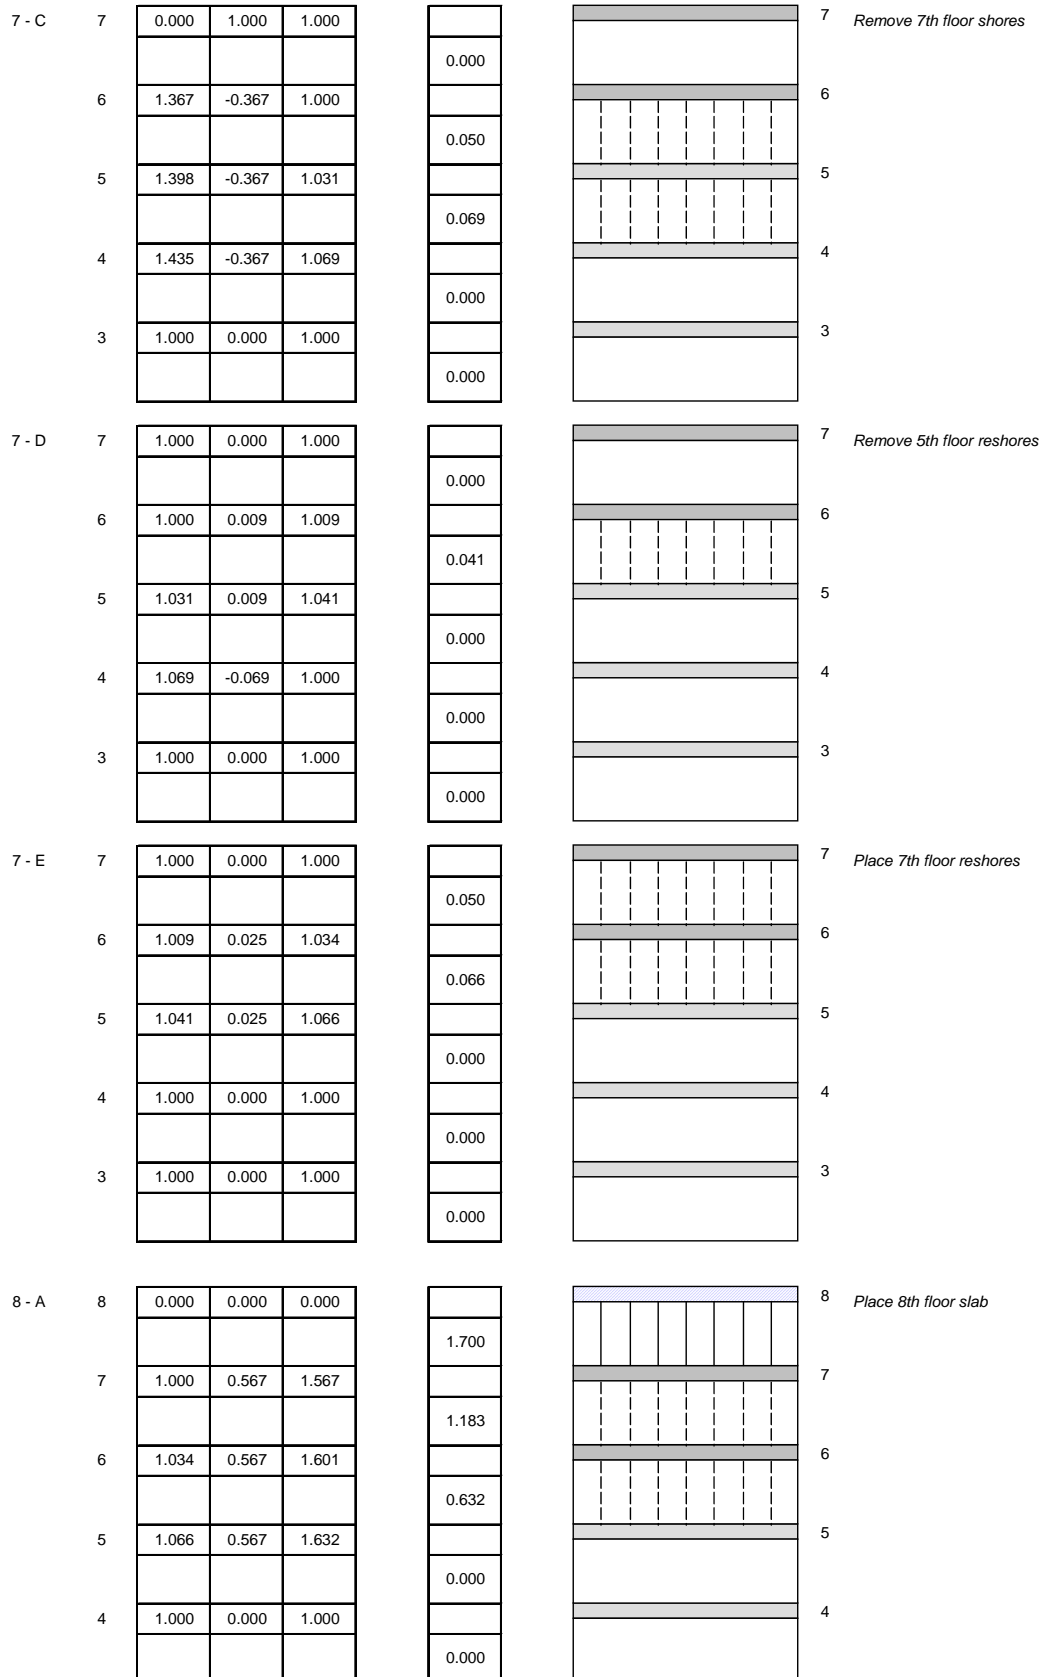 7 - C 7 0.000 1.000 1.000 7 Remove 7th floor shores
0.000
6 1.367 -0.367 1.000 6
0.050
5 1.398 -0.367 1.031 5
0.069
4 1.435 -0.367 1.069 4
0.000
3 1.000 0.000 1.000 3
0.000
7 - D 7 1.000 0.000 1.000 7 Remove 5th floor reshores
0.000
6 1.000 0.009 1.009 6
0.041
5 1.031 0.009 1.041 5
0.000
4 1.069 -0.069 1.000 4
0.000
3 1.000 0.000 1.000 3
0.000
7 - E 7 1.000 0.000 1.000 7 Place 7th floor reshores
0.050
6 1.009 0.025 1.034 6
0.066
5 1.041 0.025 1.066 5
0.000
4 1.000 0.000 1.000 4
0.000
3 1.000 0.000 1.000 3
0.000
8 - A 8 0.000 0.000 0.000 8 Place 8th floor slab
1.700
7 1.000 0.567 1.567 7
1.183
6 1.034 0.567 1.601 6
0.632
5 1.066 0.567 1.632 5
0.000
4 1.000 0.000 1.000 4
0.000